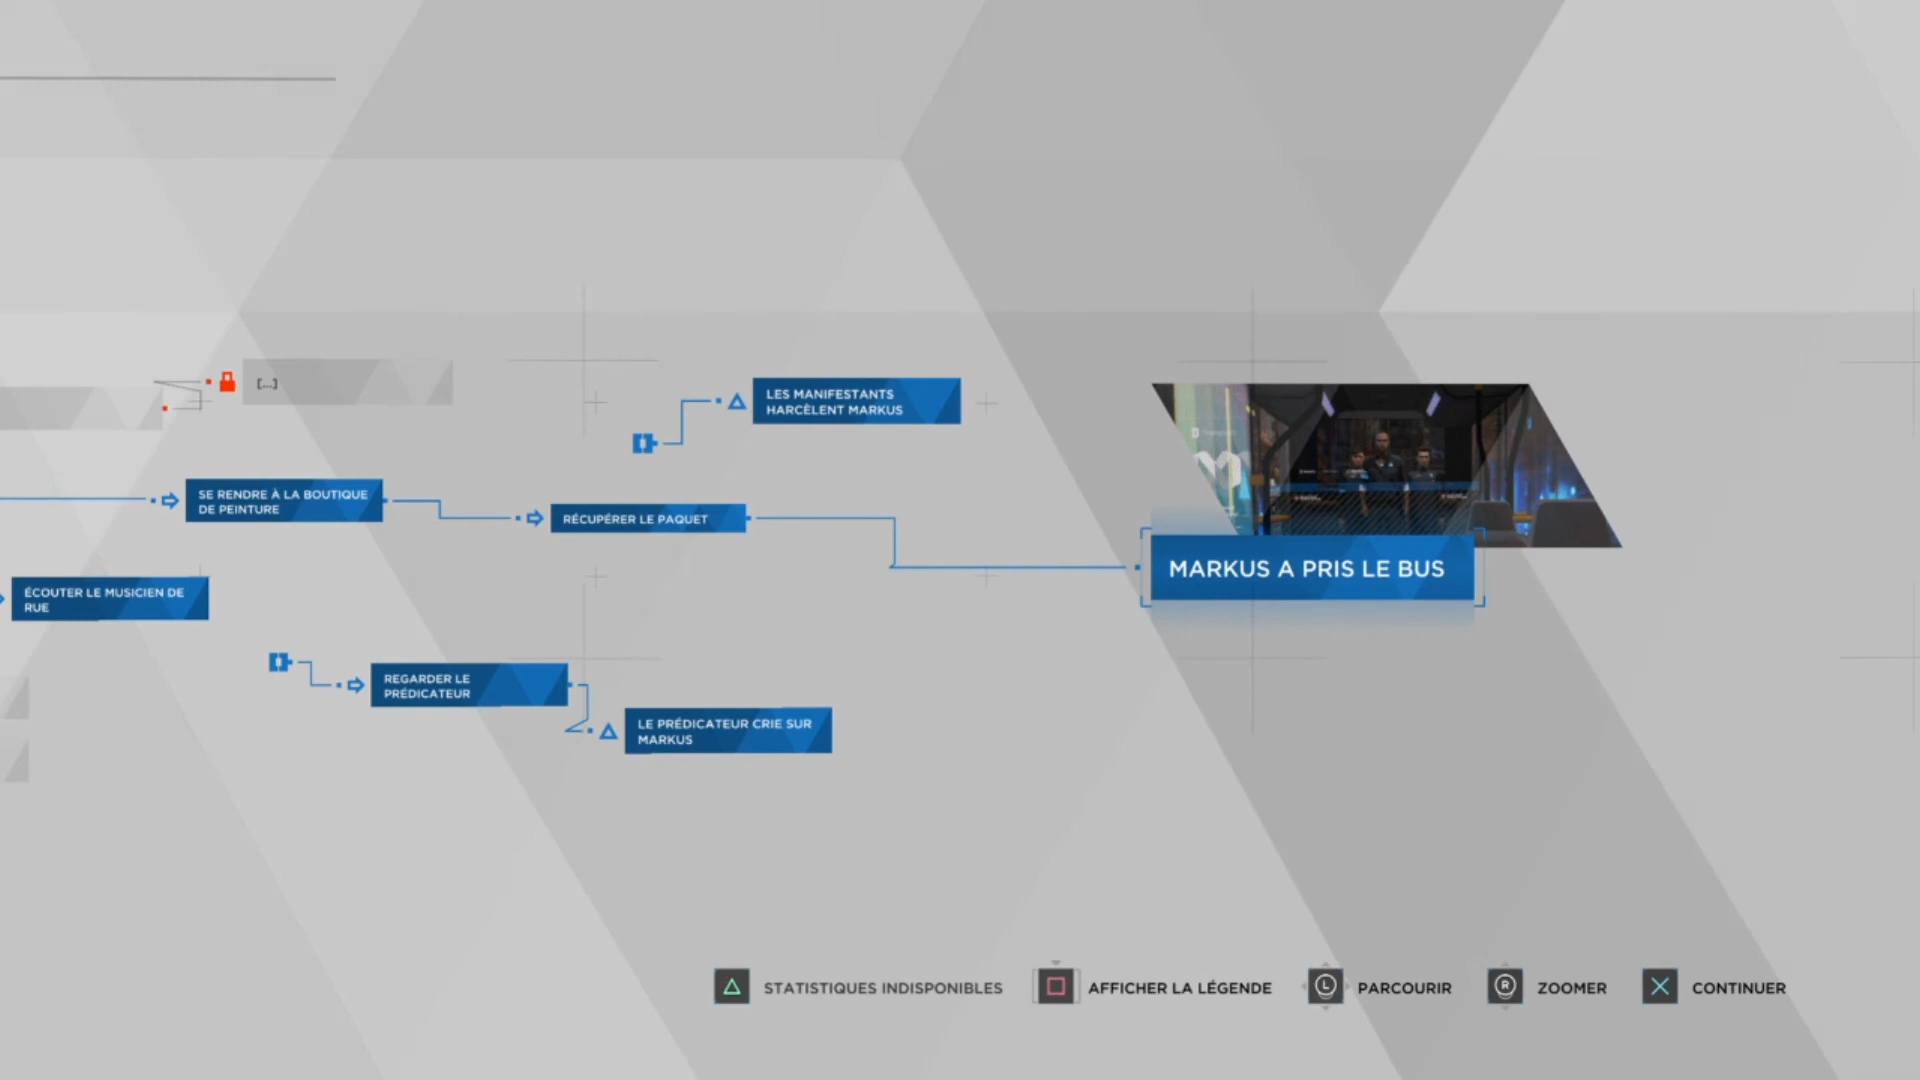 [...]
LES MANIFESTANTS
HARCÈLENT MARKUS
SE RENDRE À LA BOUTIQUE
DE PEINTURE
RÉCUPÉRER LE PAQUET
MARKUS A PRIS LE BUS
ÉCOUTER LE MUSICIEN DE
RUE
REGARDER LE
PRÉDICATEUR
LE PRÉDICATEUR CRIE SUR
MARKUS
STATISTIQUES INDISPONIBLES
AFFICHER LA LÉGENDE
L PARCOURIR
R ZOOMER
CONTINUER